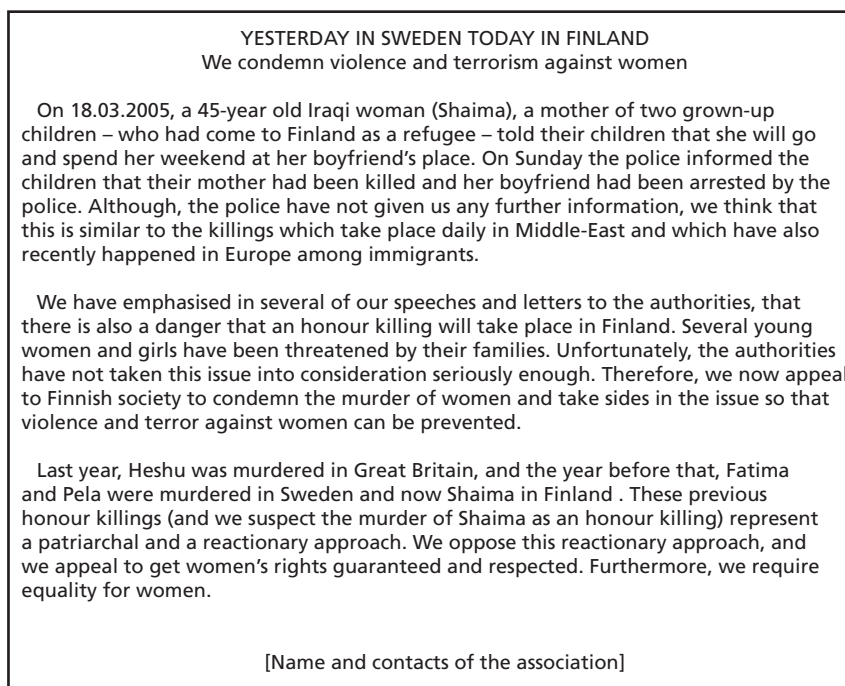 YESTERDAY IN SWEDEN TODAY IN FINLAND
We condemn violence and terrorism against women
On 18.03.2005, a 45-year old Iraqi woman (Shaima), a mother of two grown-up
children – who had come to Finland as a refugee – told their children that she will go
and spend her weekend at her boyfriend’s place. On Sunday the police informed the
children that their mother had been killed and her boyfriend had been arrested by the
police. Although, the police have not given us any further information, we think that
this is similar to the killings which take place daily in Middle-East and which have also
recently happened in Europe among immigrants.
We have emphasised in several of our speeches and letters to the authorities, that
there is also a danger that an honour killing will take place in Finland. Several young
women and girls have been threatened by their families. Unfortunately, the authorities
have not taken this issue into consideration seriously enough. Therefore, we now appeal
to Finnish society to condemn the murder of women and take sides in the issue so that
violence and terror against women can be prevented.
Last year, Heshu was murdered in Great Britain, and the year before that, Fatima
and Pela were murdered in Sweden and now Shaima in Finland . These previous
honour killings (and we suspect the murder of Shaima as an honour killing) represent
a patriarchal and a reactionary approach. We oppose this reactionary approach, and
we appeal to get women’s rights guaranteed and respected. Furthermore, we require
equality for women.
[Name and contacts of the association]